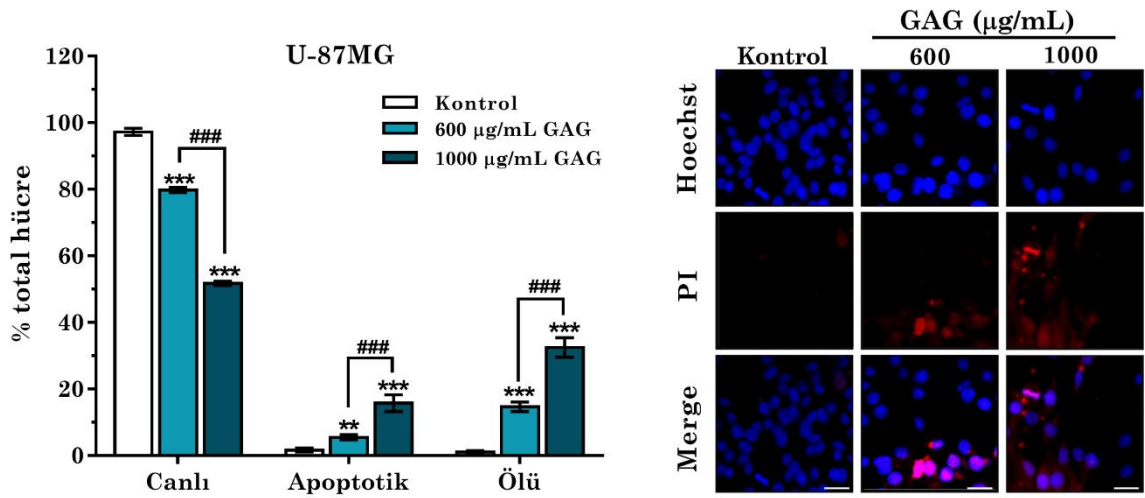 U-87MG
Kontrol
600 µg/mL GAG
1000 µg/mL GAG
% total hücre
120
100
80
60
40
20
0
***
###
***
**
###
***
***
###
***
Canlı
Apoptotik
Ölü
GAG (µg/mL)
Kontrol
600
1000
Hoechst
PI
Merge